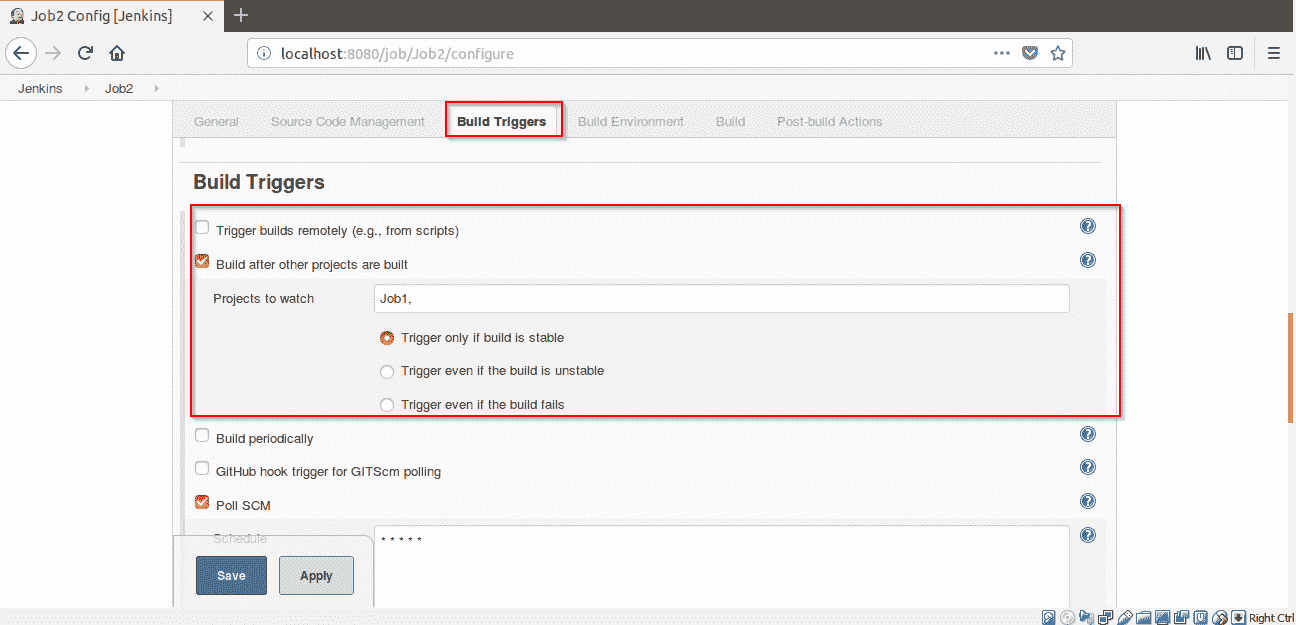 Job2 Config [Jenkins]
localhost:8080/job/Job2/configure
Jenkins Job2
General Source Code Management Build Triggers Build Environment Build Post-build Actions
Build Triggers
Trigger builds remotely (e.g., from scripts)
Build after other projects are built
Projects to watch Job1,
Trigger only if build is stable
Trigger even if the build is unstable
Trigger even if the build fails
Build periodically
GitHub hook trigger for GITScm polling
Poll SCM
Schedule * * * * *
Save Apply
Right Ctrl